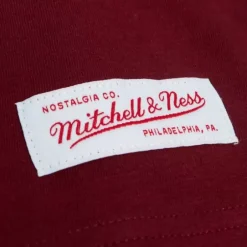 NOSTALGIA CO.
Mitchell & Ness
PHILADELPHIA, PA.